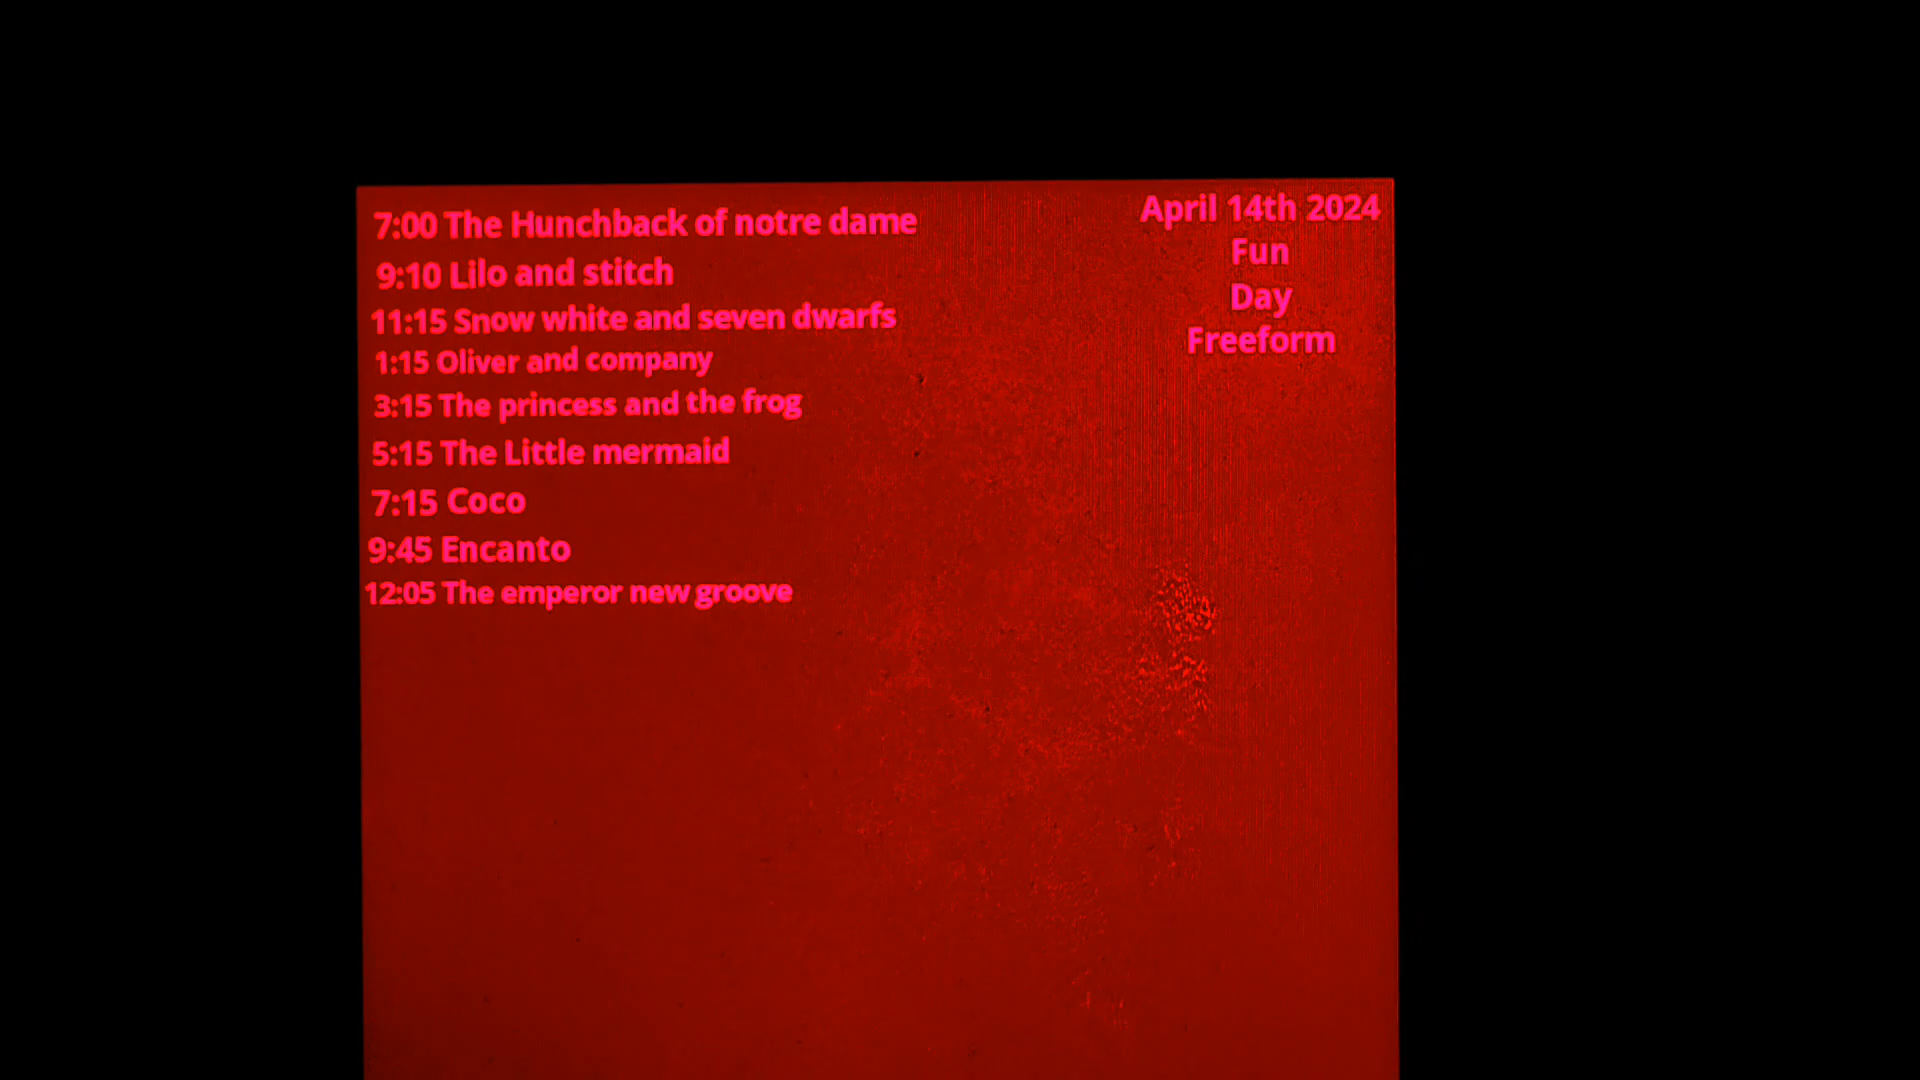 7:00 The Hunchback of notre dame
9:10 Lilo and stitch
11:15 Snow white and seven dwarfs
1:15 Oliver and company
3:15 The princess and the frog
5:15 The Little mermaid
7:15 Coco
9:45 Encanto
12:05 The emperor new groove
April 14th 2024
Fun
Day
Freeform